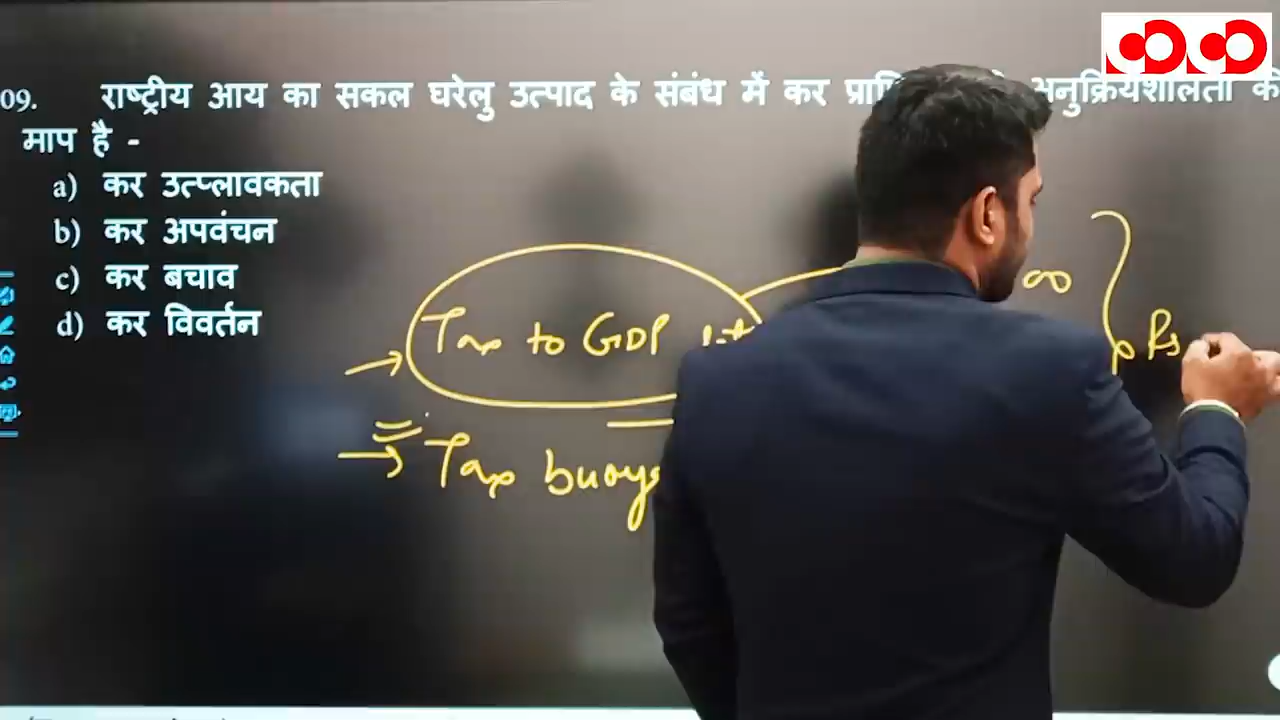 09. राष्ट्रीय आय का सकल घरेलु उत्पाद के संबंध में कर अनुक्रियशीलता
माप है -
a) कर उत्प्लावकता
b) कर अपवंचन
c) कर बचाव
d) कर विवर्तन
→ Tax to GDP
→ Tax
Rs